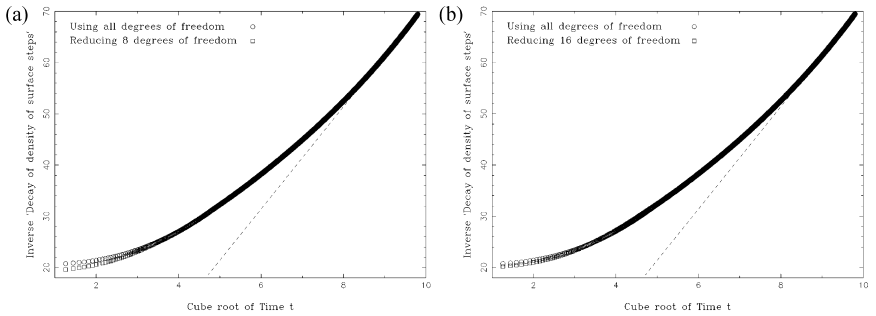 (a)
Using all degrees of freedom
Reducing 8 degrees of freedom
Inverse 'Decay of density of surface steps'
70
60
50
40
30
20
2
4
6
8
10
Cube root of Time t
(b)
Using all degrees of freedom
Reducing 16 degrees of freedom
Inverse 'Decay of density of surface steps'
70
60
50
40
30
20
2
4
6
8
10
Cube root of Time t